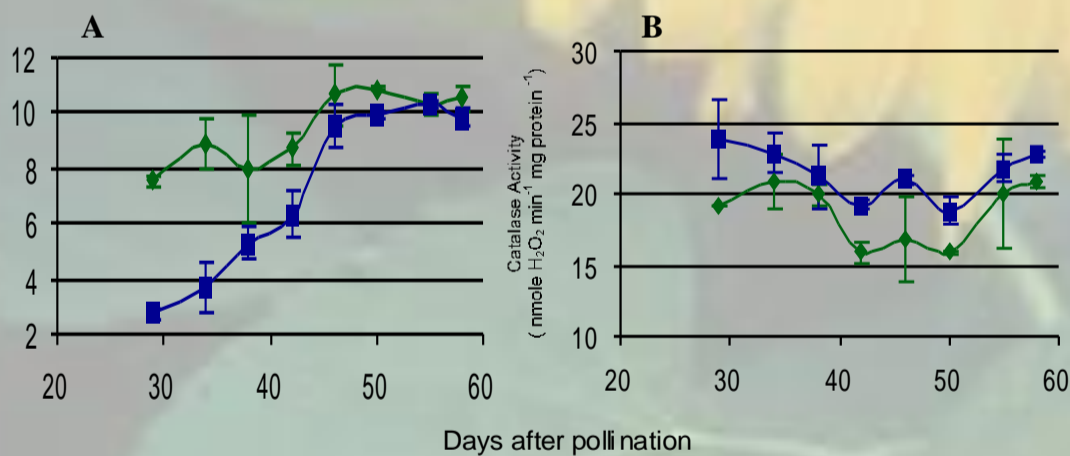 A
12
10
8
6
4
2
20 30 40 50 60
B
Catalase Activity
( nmole H₂O₂ min⁻¹ mg protein⁻¹ )
30
25
20
15
10
20 30 40 50 60
Days after pollination